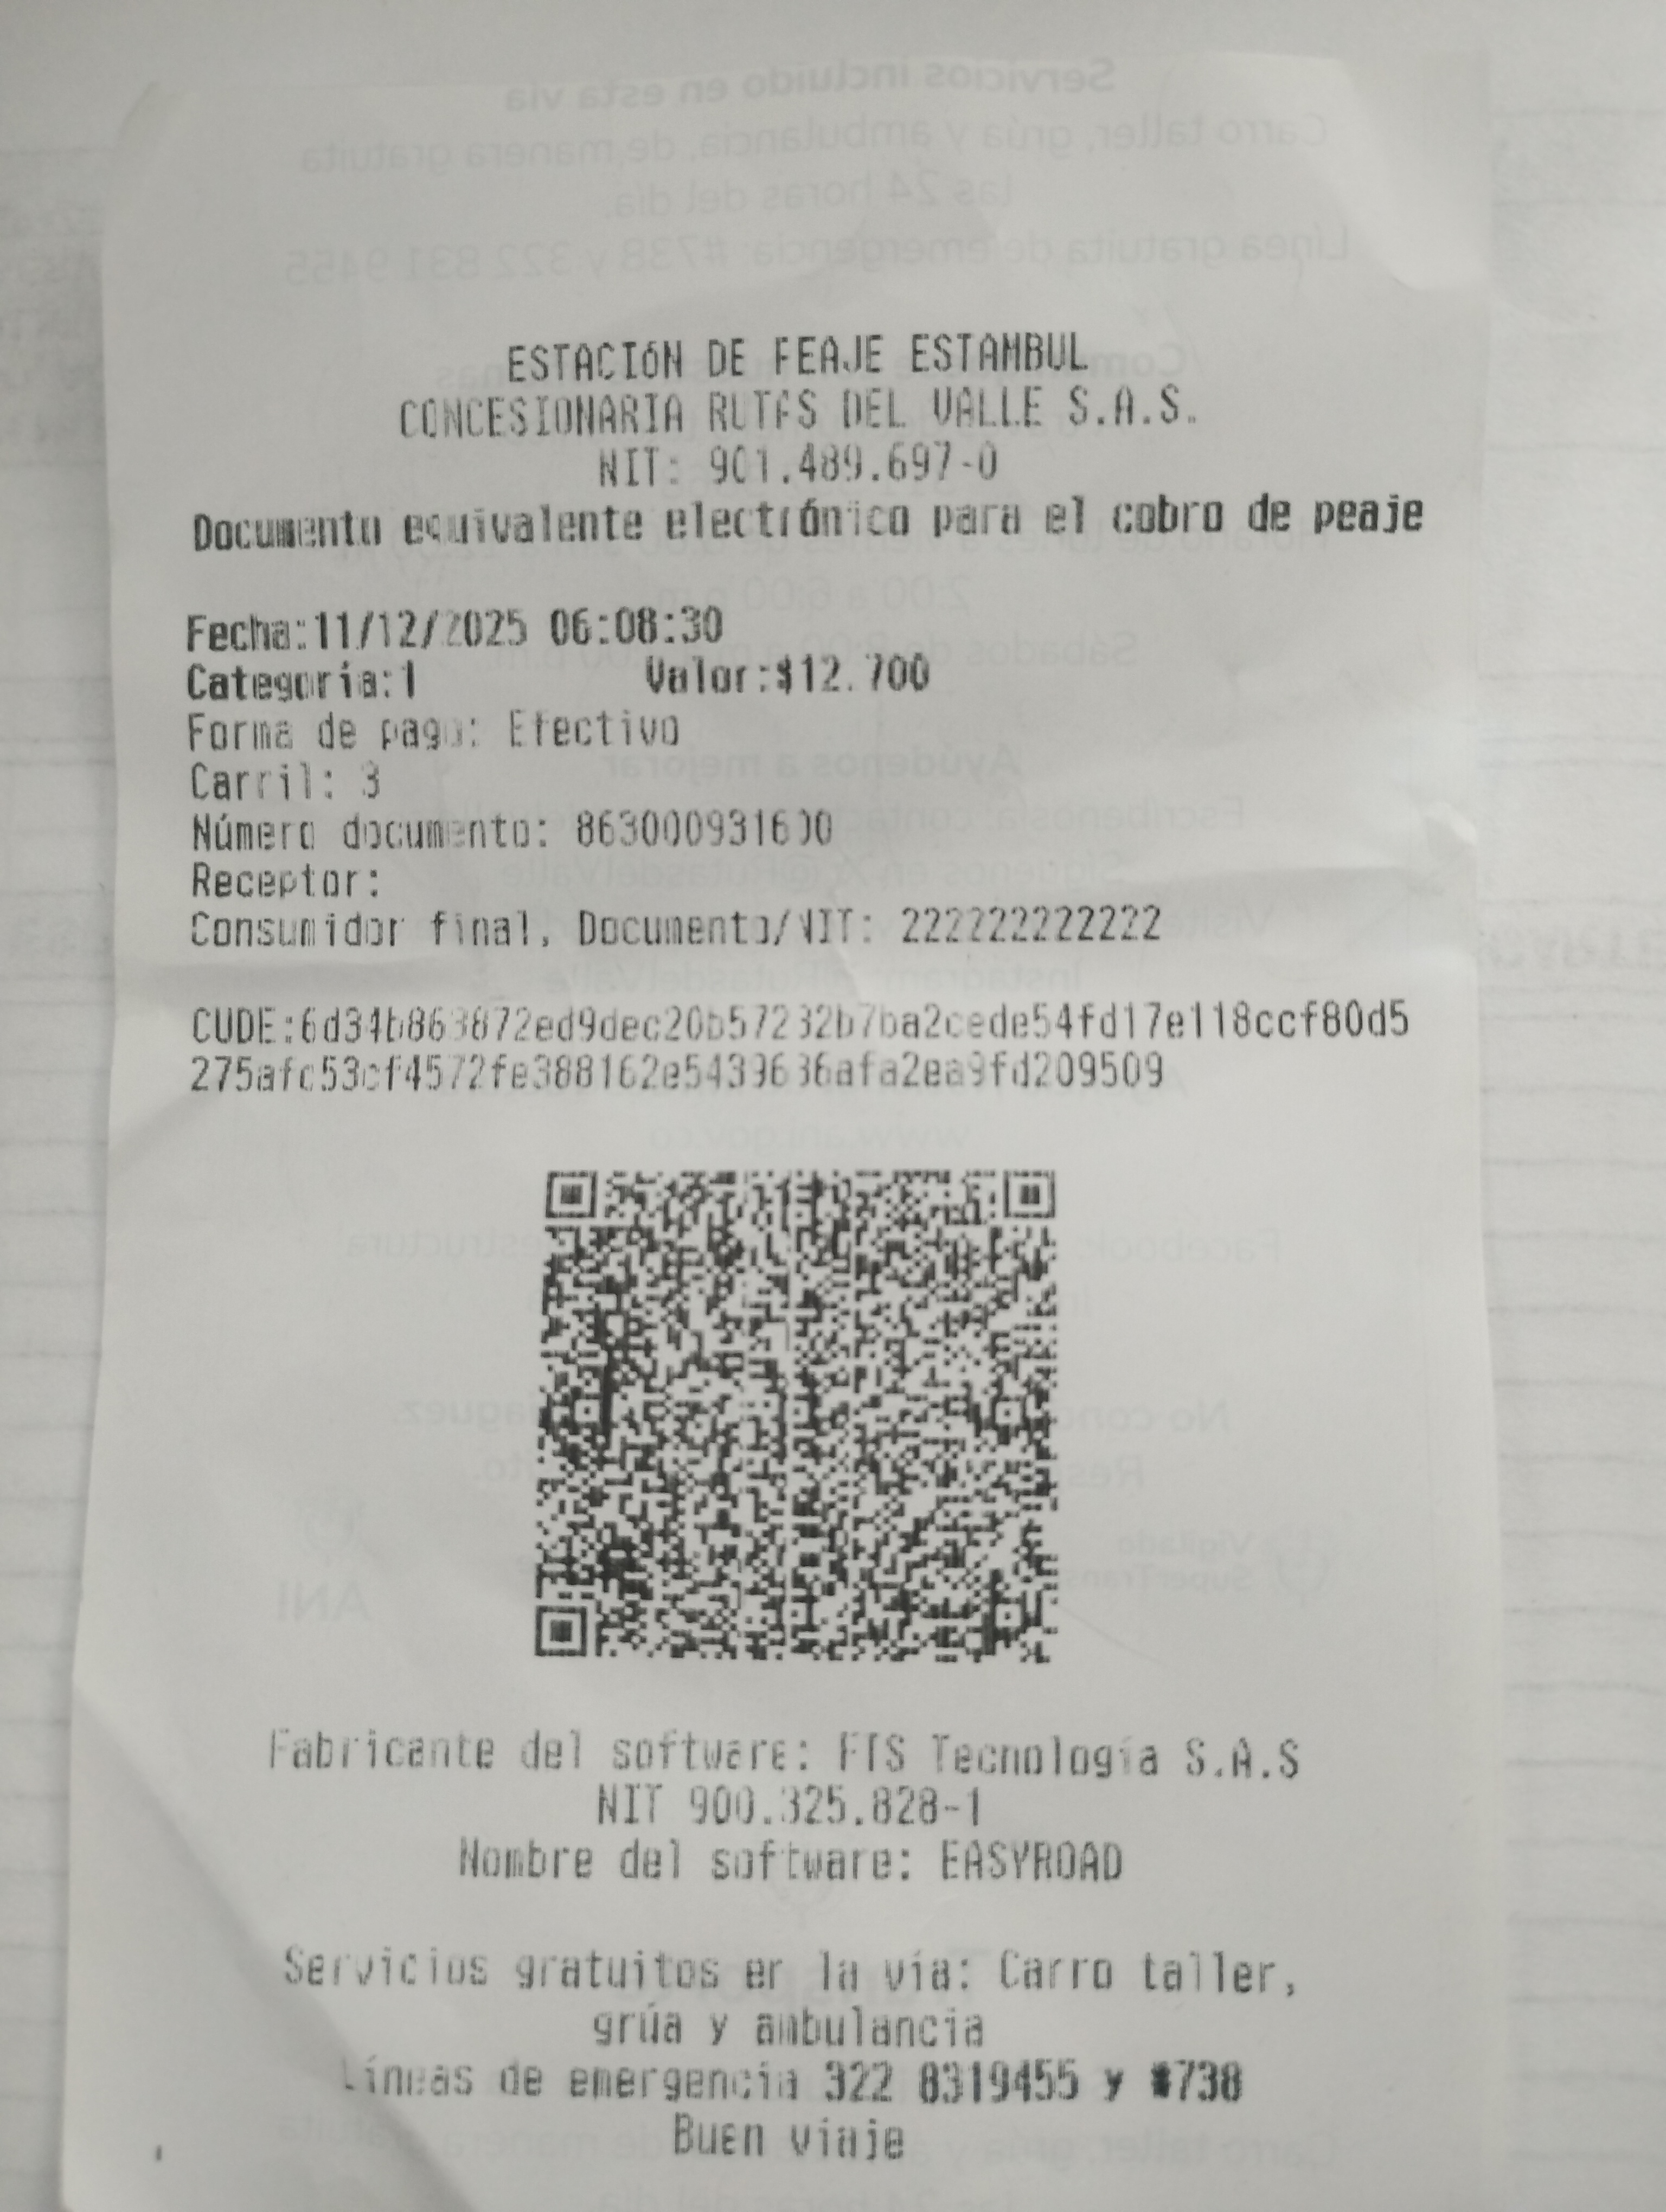 ESTACIÓN DE PEAJE ESTAMBUL
CONCESIONARIA RUTAS DEL VALLE S.A.S.
NIT: 901.489.697-0
Documento equivalente electrónico para el cobro de peaje
Fecha:11/12/2025 06:08:30
Categoría:1 Valor:$12.700
Forma de pago: Efectivo
Carril: 3
Número documento: 863000931600
Receptor:
Consumidor final, Documento/NIT: 222222222222
CUDE:6d34b863872ed9dec20b57232b7ba2cede54fd17e118ccf80d5
275afc53cf4572fe388162e5439636afa2ea9fd209509
Fabricante del software: FTS Tecnología S.A.S
NIT 900.325.828-1
Nombre del software: EASYROAD
Servicios gratuitos en la vía: Carro taller,
grúa y ambulancia
Líneas de emergencia 322 8319455 y #738
Buen viaje